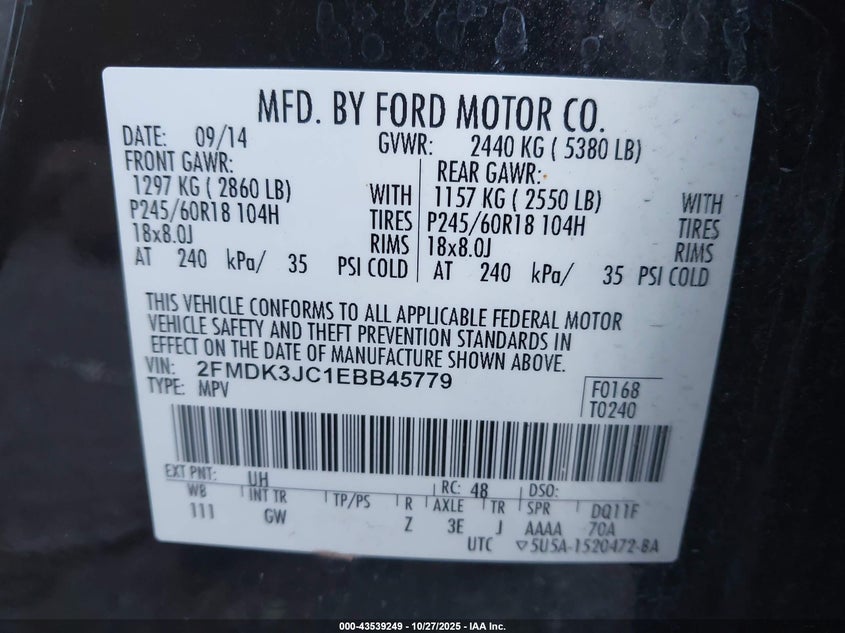 MFD. BY FORD MOTOR CO.
DATE: 09/14 GVWR: 2440 KG ( 5380 LB)
FRONT GAWR: REAR GAWR:
1297 KG ( 2860 LB) WITH 1157 KG ( 2550 LB) WITH
P245/60R18 104H TIRES P245/60R18 104H TIRES
18x8.0J RIMS 18x8.0J RIMS
AT 240 kPa/ 35 PSI COLD AT 240 kPa/ 35 PSI COLD
THIS VEHICLE CONFORMS TO ALL APPLICABLE FEDERAL MOTOR
VEHICLE SAFETY AND THEFT PREVENTION STANDARDS IN
EFFECT ON THE DATE OF MANUFACTURE SHOWN ABOVE.
VIN: 2FMDK3JC1EBB45779
TYPE: MPV
F0168
T0240
EXT PNT: UH RC: 48 DSO:
WB INT TR TP/PS R AXLE TR SPR DQ11F
111 GW Z 3E J AAAA 70A
UTC ▽5U5A-1520472-BA
000-43539249 | 10/27/2025 - IAA Inc.